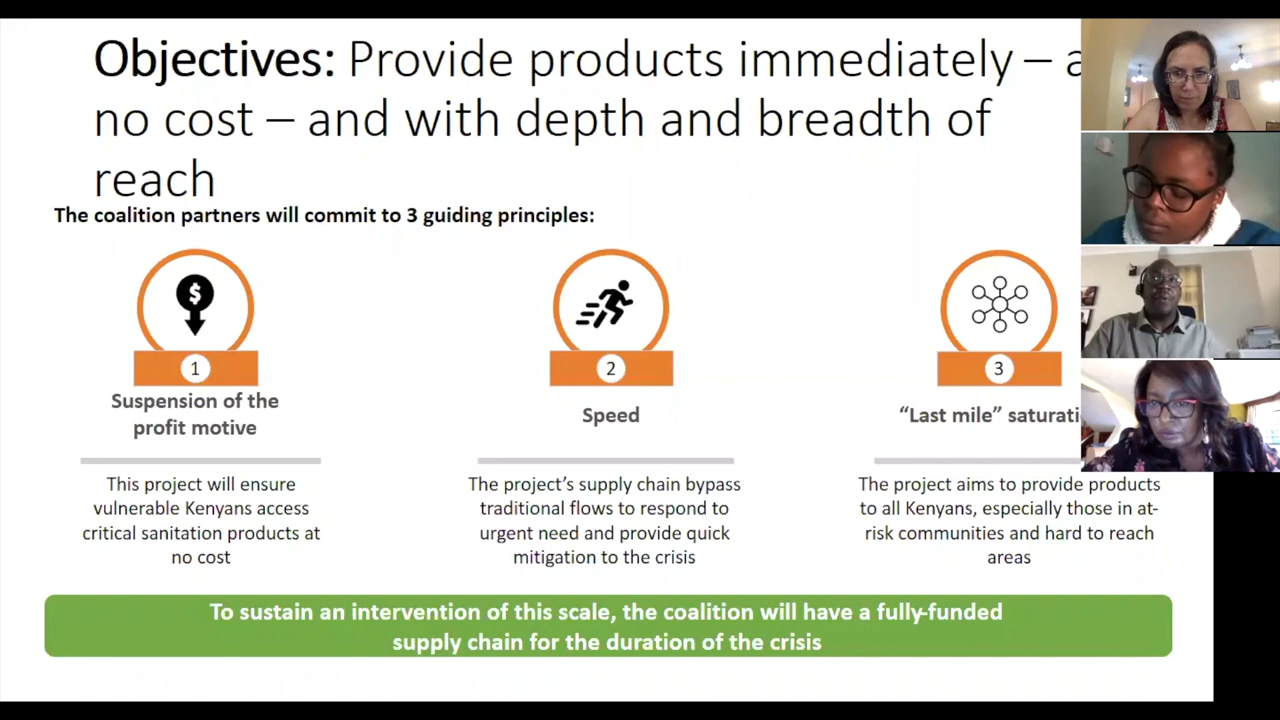 Objectives: Provide products immediately –
no cost – and with depth and breadth of
reach
The coalition partners will commit to 3 guiding principles:
$
1
2
3
Suspension of the
profit motive
Speed
“Last mile”
This project will ensure
vulnerable Kenyans access
critical sanitation products at
no cost
The project’s supply chain bypass
traditional flows to respond to
urgent need and provide quick
mitigation to the crisis
The project aims to provide products
to all Kenyans, especially those in at-
risk communities and hard to reach
areas
To sustain an intervention of this scale, the coalition will have a fully-funded
supply chain for the duration of the crisis